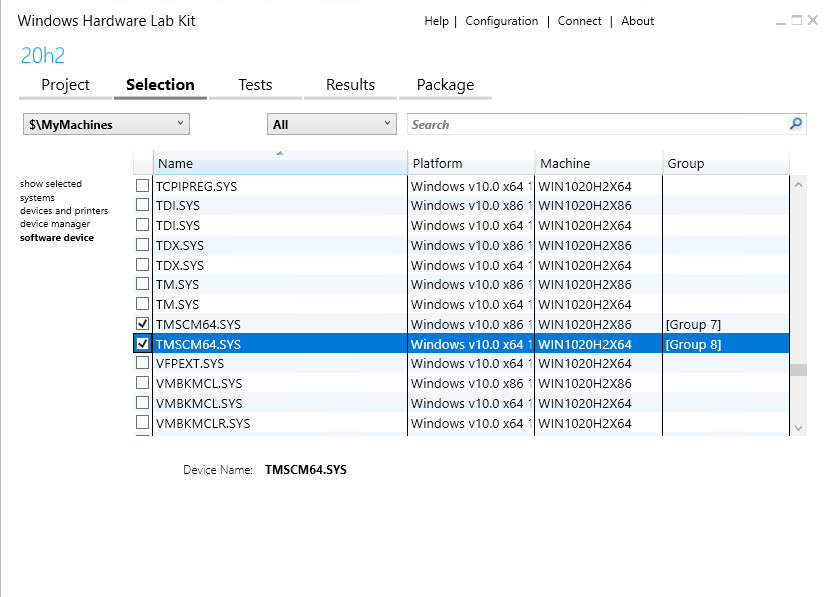 Windows Hardware Lab Kit
Help | Configuration | Connect | About
20h2
Project Selection Tests Results Package
$\MyMachines All Search
Name Platform Machine Group
show selected
systems
devices and printers
device manager
software device
TCPIPREG.SYS Windows v10.0 x64 1 WIN1020H2X64
TDI.SYS Windows v10.0 x86 1 WIN1020H2X86
TDI.SYS Windows v10.0 x64 1 WIN1020H2X64
TDX.SYS Windows v10.0 x86 1 WIN1020H2X86
TDX.SYS Windows v10.0 x64 1 WIN1020H2X64
TM.SYS Windows v10.0 x86 1 WIN1020H2X86
TM.SYS Windows v10.0 x64 1 WIN1020H2X64
TMSCM64.SYS Windows v10.0 x86 1 WIN1020H2X86 [Group 7]
TMSCM64.SYS Windows v10.0 x64 1 WIN1020H2X64 [Group 8]
VFPEXT.SYS Windows v10.0 x64 1 WIN1020H2X64
VMBKMCL.SYS Windows v10.0 x86 1 WIN1020H2X86
VMBKMCL.SYS Windows v10.0 x64 1 WIN1020H2X64
VMBKMCLR.SYS Windows v10.0 x64 1 WIN1020H2X64
Device Name: TMSCM64.SYS